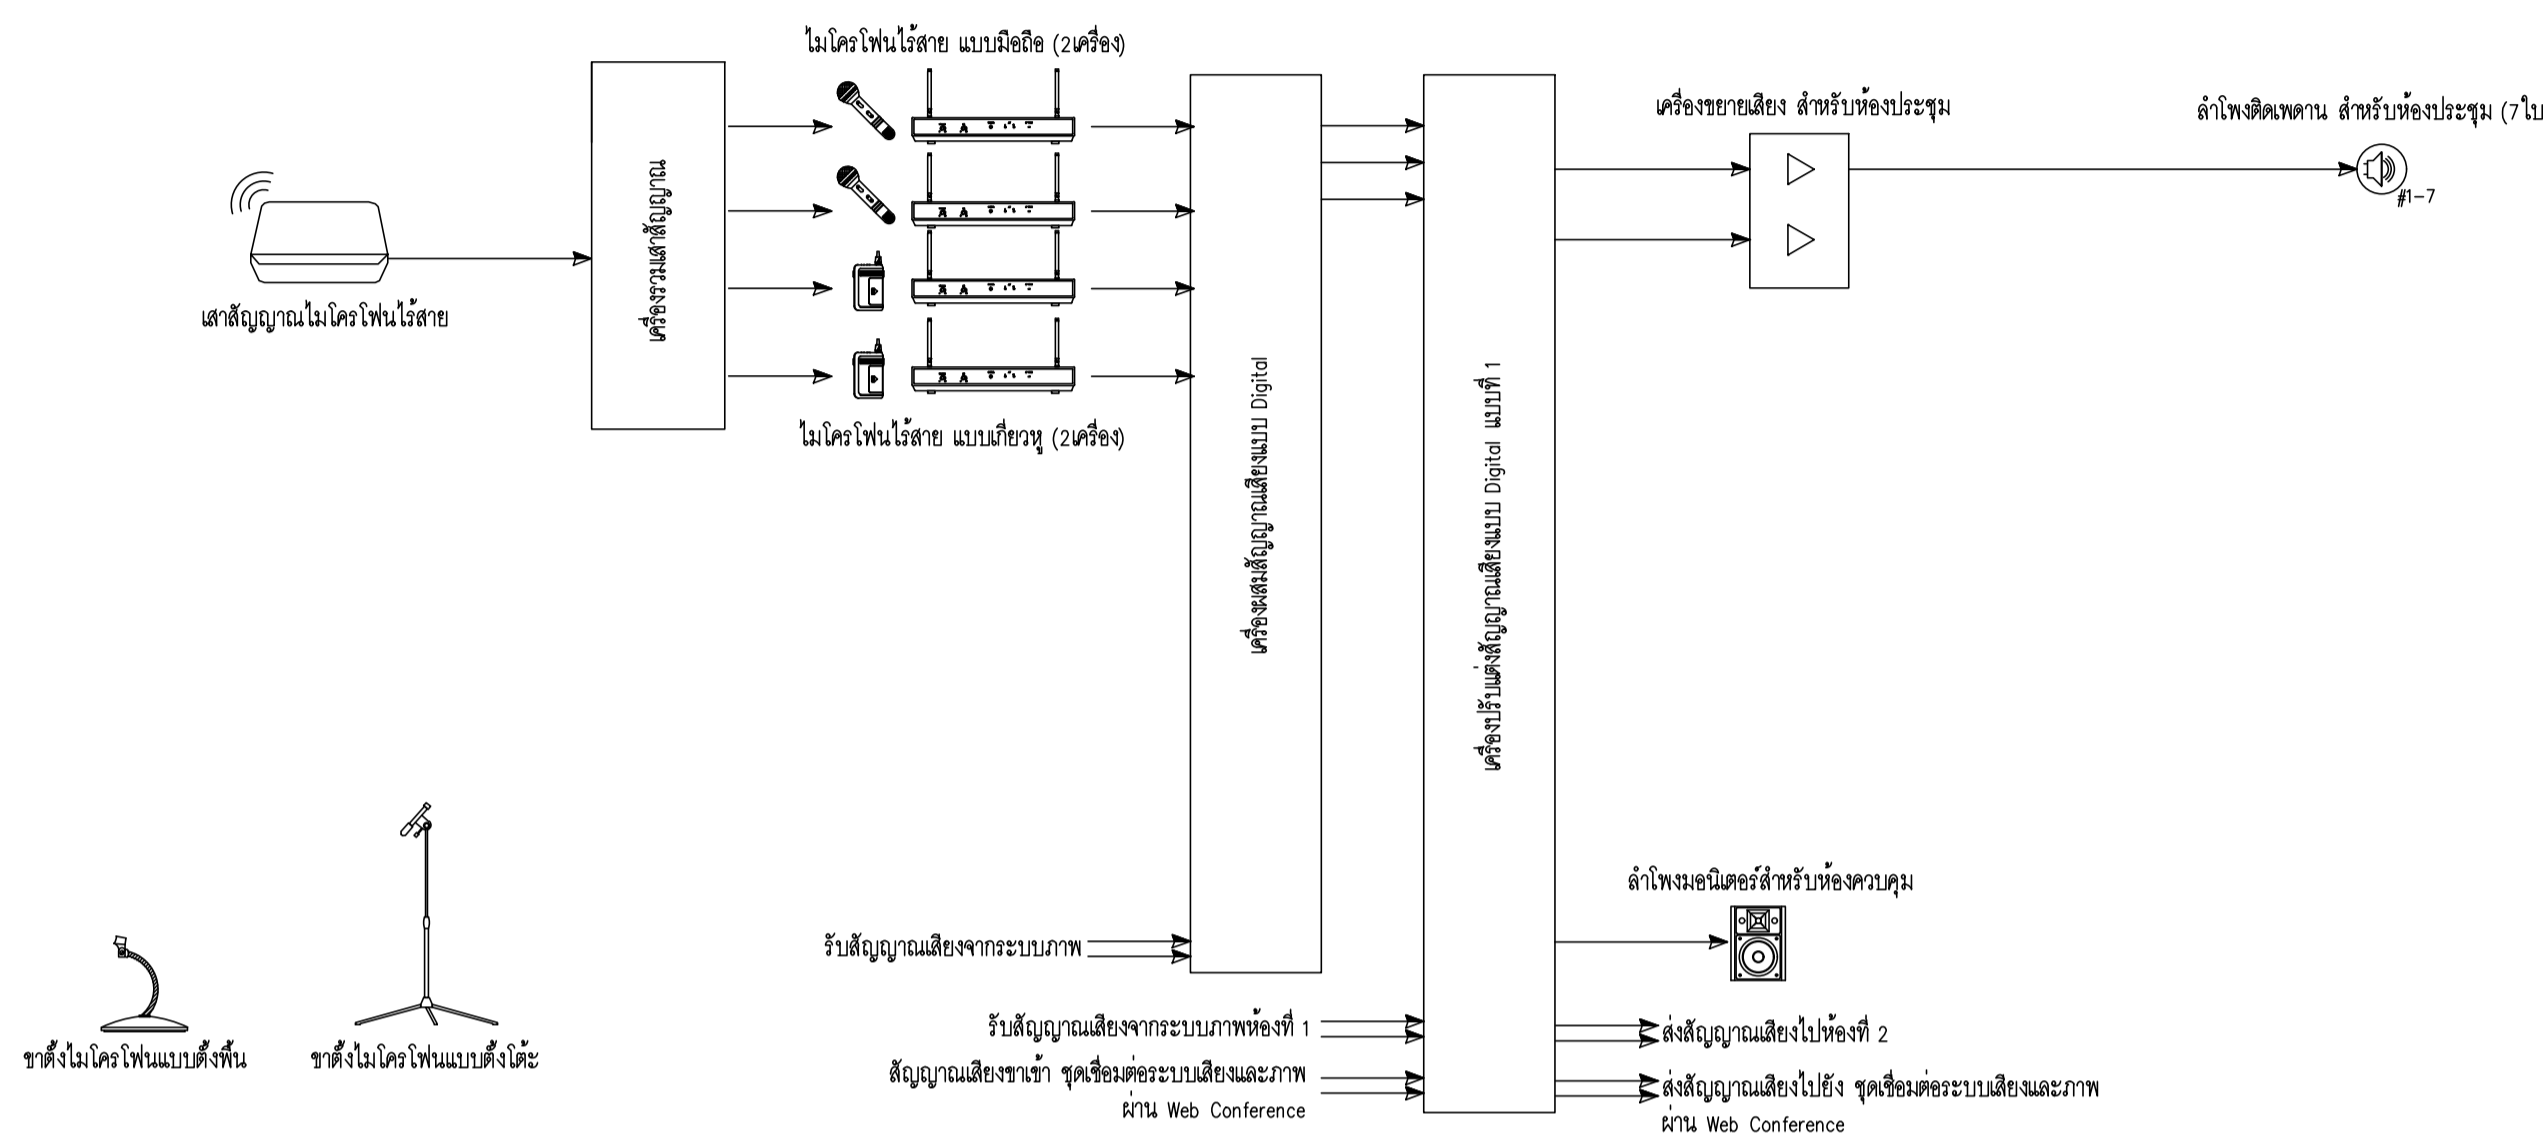 ไมโครโฟนไร้สาย แบบมือถือ (2เครื่อง)
เครื่องขยายเสียง สำหรับห้องประชุม
ลำโพงติดเพดาน สำหรับห้องประชุม (7ใบ
#1-7
เครื่องรวมเสาสัญญาณ
เสาสัญญาณไมโครโฟนไร้สาย
ไมโครโฟนไร้สาย แบบเกี่ยวหู (2เครื่อง)
เครื่องผสมสัญญาณเสียงแบบ Digital
เครื่องปรับแต่งสัญญาณเสียงแบบ Digital แบบที่ 1
ลำโพงมอนิเตอร์สำหรับห้องควบคุม
รับสัญญาณเสียงจากระบบภาพ
รับสัญญาณเสียงจากระบบภาพห้องที่ 1
ส่งสัญญาณเสียงไปห้องที่ 2
ขาตั้งไมโครโฟนแบบตั้งพื้น
ขาตั้งไมโครโฟนแบบตั้งโต้ะ
สัญญาณเสียงขาเข้า ชุดเชื่อมต่อระบบเสียงและภาพ
ผ่าน Web Conference
ส่งสัญญาณเสียงไปยัง ชุดเชื่อมต่อระบบเสียงและภาพ
ผ่าน Web Conference